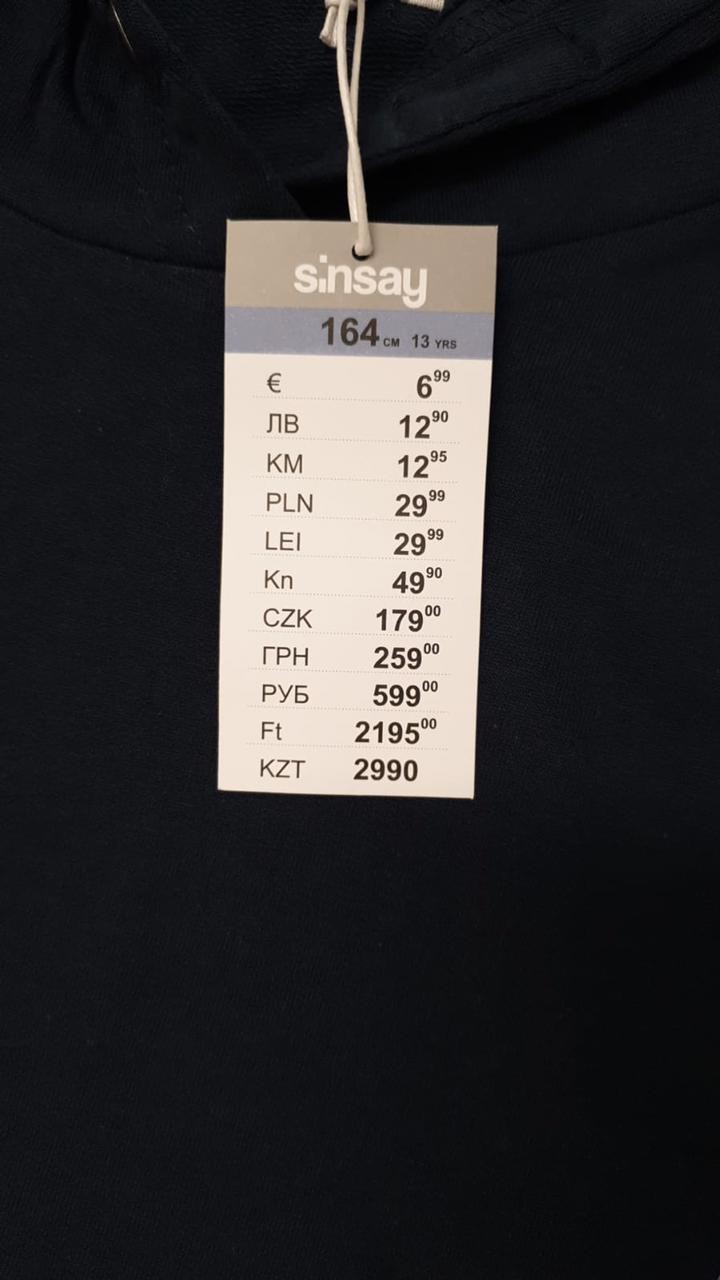 sinsay
164 CM 13 YRS
€ 6⁹⁹
ЛВ 12⁹⁰
KM 12⁹⁵
PLN 29⁹⁹
LEI 29⁹⁹
Kn 49⁹⁰
CZK 179⁰⁰
ГРН 259⁰⁰
РУБ 599⁰⁰
Ft 2195⁰⁰
KZT 2990